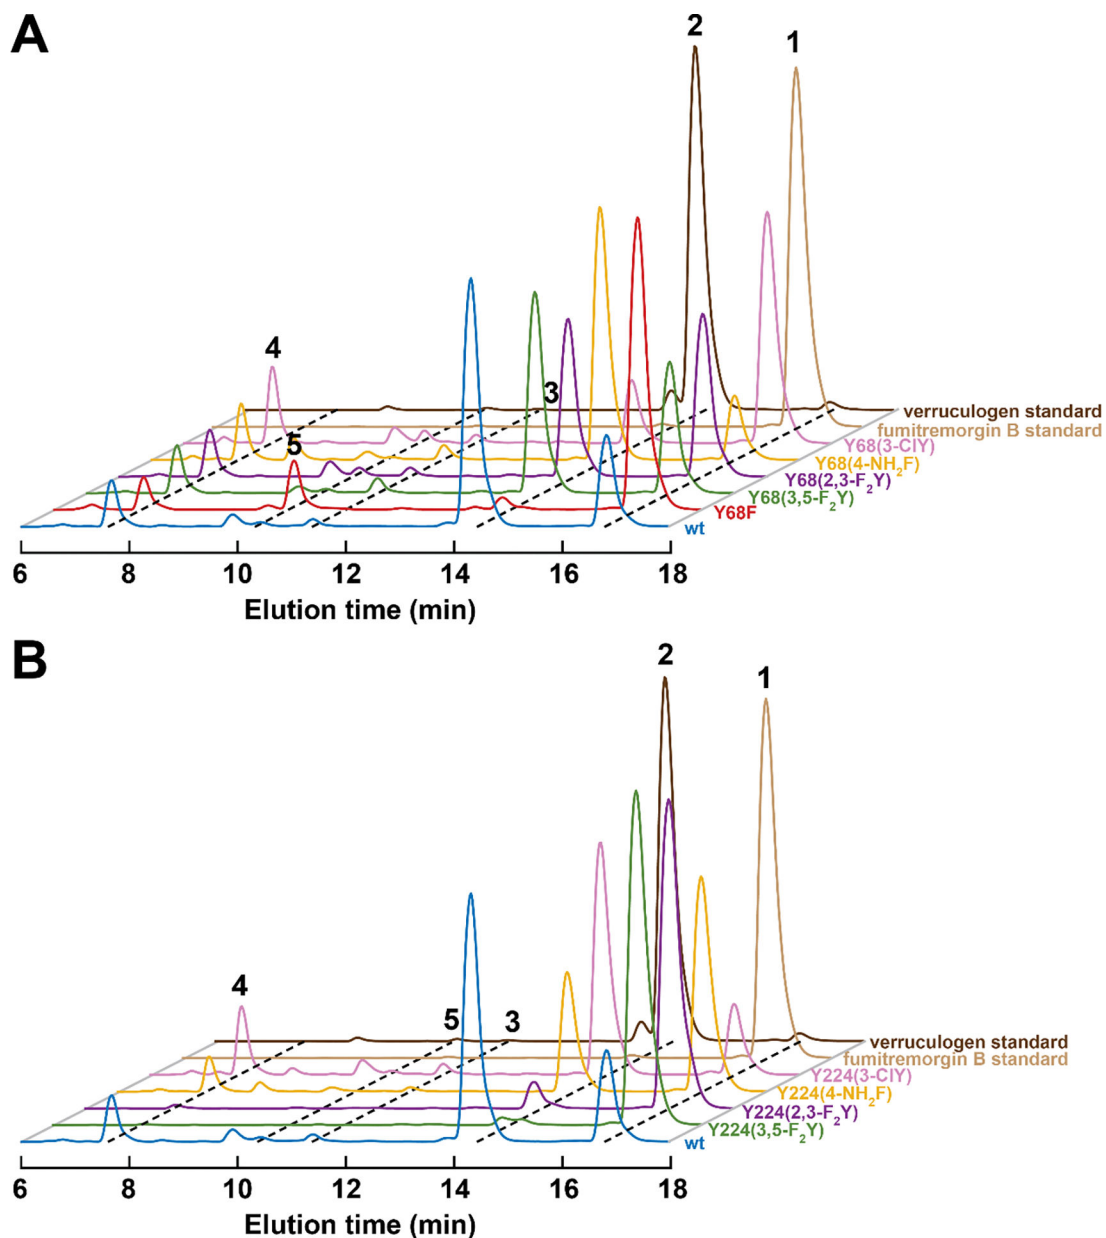 A
2
1
4
3
5
verruculogen standard
fumitremorgin B standard
Y68(3-ClY)
Y68(4-NH₂F)
Y68(2,3-F₂Y)
Y68(3,5-F₂Y)
Y68F
wt
6 8 10 12 14 16 18
Elution time (min)
B
2
1
4
5 3
verruculogen standard
fumitremorgin B standard
Y224(3-ClY)
Y224(4-NH₂F)
Y224(2,3-F₂Y)
Y224(3,5-F₂Y)
wt
6 8 10 12 14 16 18
Elution time (min)